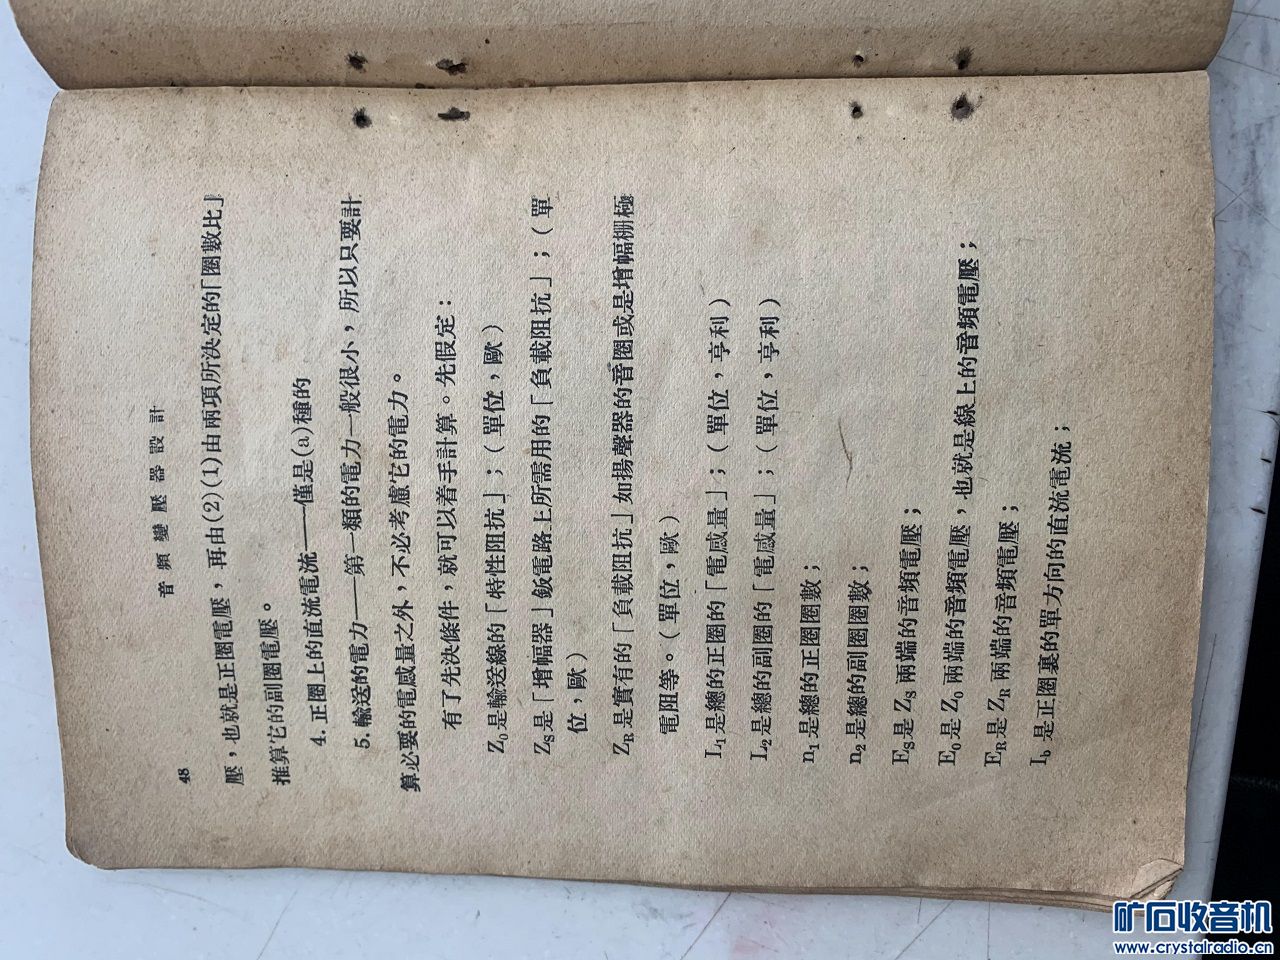 48
音頻變壓器設計
壓，也就是正圈電壓，再由(2)(1)由兩項所決定的「圈數比」
推算它的副圈電壓。
4. 正圈上的直流電流——僅是(a)種的
5. 輸送的電力——第一類的電力一般很小，所以只要計
算必要的電感量之外，不必考慮它的電力。
有了先決條件，就可以着手計算。先假定：
Z₀是輸送線的「特性阻抗」；（單位，歐）
Zs是「增幅器」鈑電路上所需用的「負載阻抗」；（單
位，歐）
ZR是實有的「負載阻抗」如揚聲器的音圈或是增幅柵極
電阻等。（單位，歐）
L₁是總的正圈的「電感量」；（單位，亨利）
L₂是總的副圈的「電感量」；（單位，亨利）
n₁是總的正圈圈數；
n₂是總的副圈圈數；
Es是Zs兩端的音頻電壓；
E₀是Z₀兩端的音頻電壓，也就是線上的音頻電壓；
ER是ZR兩端的音頻電壓；
Ib是正圈裏的單方向的直流電流；
矿石收音机
www.crystalradio.cn